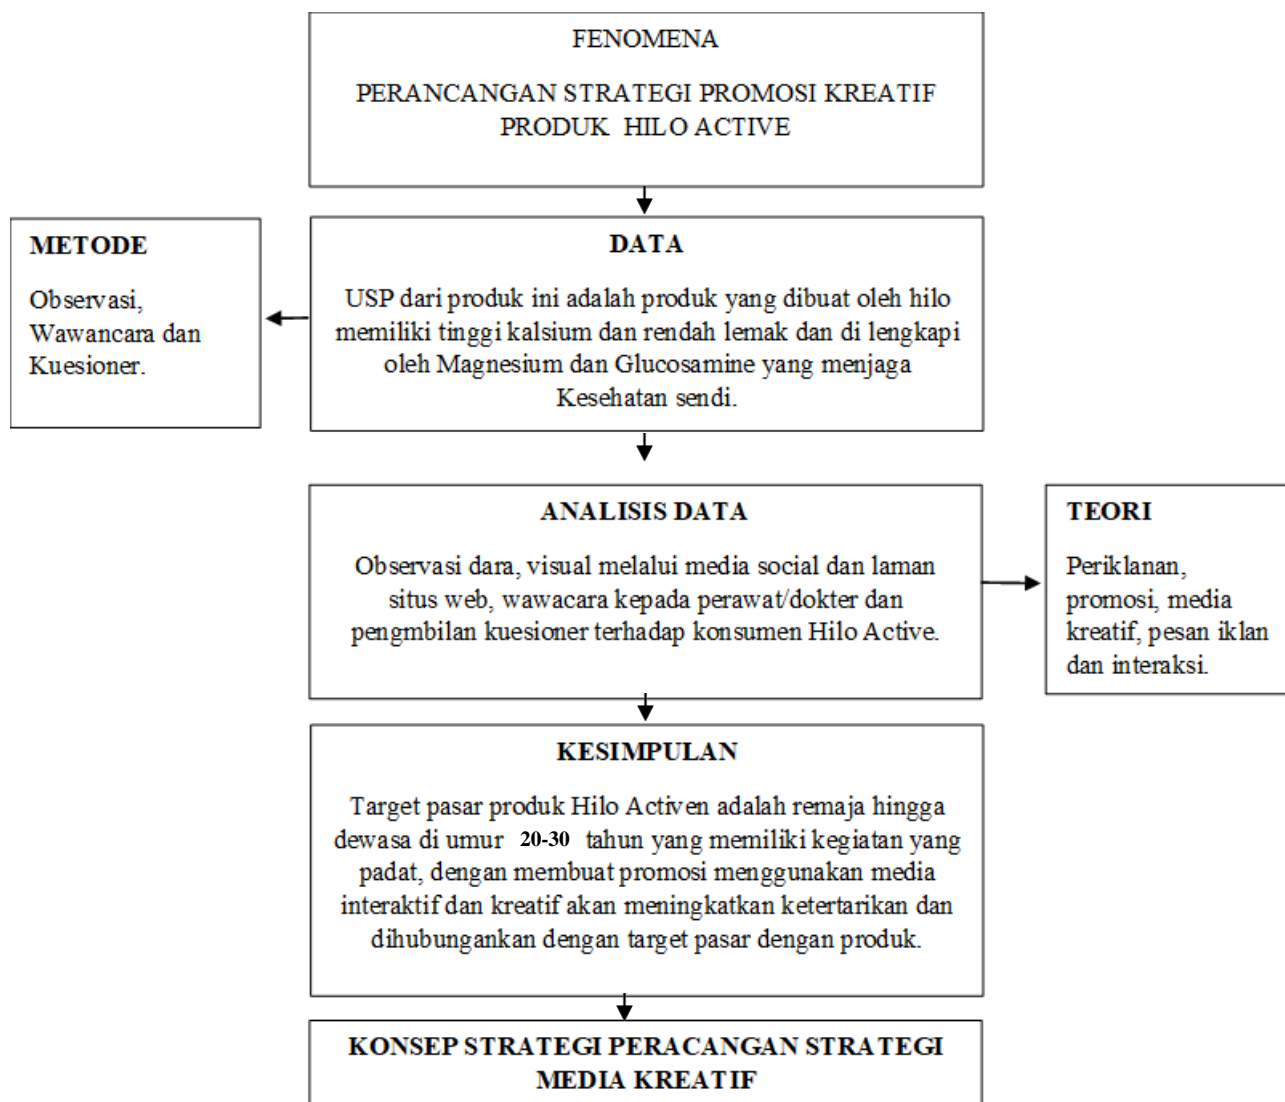 FENOMENA
PERANCANGAN STRATEGI PROMOSI KREATIF
PRODUK HILO ACTIVE
METODE
Observasi,
Wawancara dan
Kuesioner.
DATA
USP dari produk ini adalah produk yang dibuat oleh hilo
memiliki tinggi kalsium dan rendah lemak dan di lengkapi
oleh Magnesium dan Glucosamine yang menjaga
Kesehatan sendi.
ANALISIS DATA
Observasi dara, visual melalui media social dan laman
situs web, wawacara kepada perawat/dokter dan
pengmbilan kuesioner terhadap konsumen Hilo Active.
TEORI
Periklanan,
promosi, media
kreatif, pesan iklan
dan interaksi.
KESIMPULAN
Target pasar produk Hilo Activen adalah remaja hingga
dewasa di umur 20-30 tahun yang memiliki kegiatan yang
padat, dengan membuat promosi menggunakan media
interaktif dan kreatif akan meningkatkan ketertarikan dan
dihubungankan dengan target pasar dengan produk.
KONSEP STRATEGI PERACANGAN STRATEGI
MEDIA KREATIF